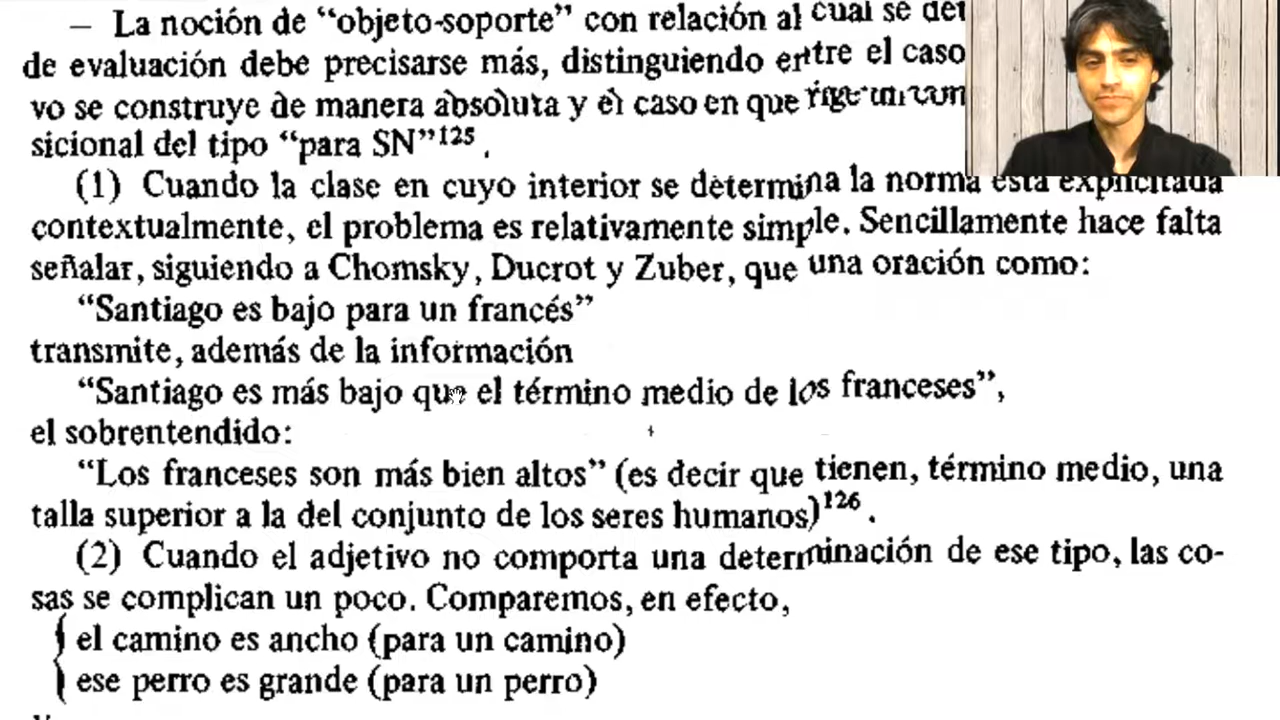 — La noción de “objeto-soporte” con relación al cual se det
de evaluación debe precisarse más, distinguiendo entre el caso
vo se construye de manera absoluta y el caso en que rige un
sicional del tipo “para SN”125.
(1) Cuando la clase en cuyo interior se determina la norma está explicitada
contextualmente, el problema es relativamente simple. Sencillamente hace falta
señalar, siguiendo a Chomsky, Ducrot y Zuber, que una oración como:
“Santiago es bajo para un francés”
transmite, además de la información
“Santiago es más bajo que el término medio de los franceses”,
el sobrentendido:
“Los franceses son más bien altos” (es decir que tienen, término medio, una
talla superior a la del conjunto de los seres humanos)126.
(2) Cuando el adjetivo no comporta una determinación de ese tipo, las co-
sas se complican un poco. Comparemos, en efecto,
el camino es ancho (para un camino)
ese perro es grande (para un perro)